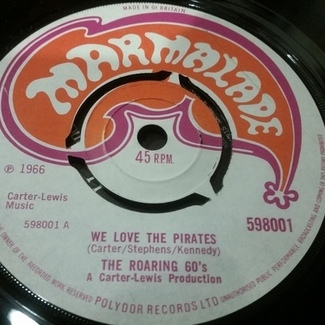 MADE IN GT BRITAIN
MARMALADE
℗ 1966
45 R.P.M.
Carter-Lewis
Music
598001 A
598001
WE LOVE THE PIRATES
(Carter/Stephens/Kennedy)
THE ROARING 60's
A Carter-Lewis Production
POLYDOR RECORDS LTD